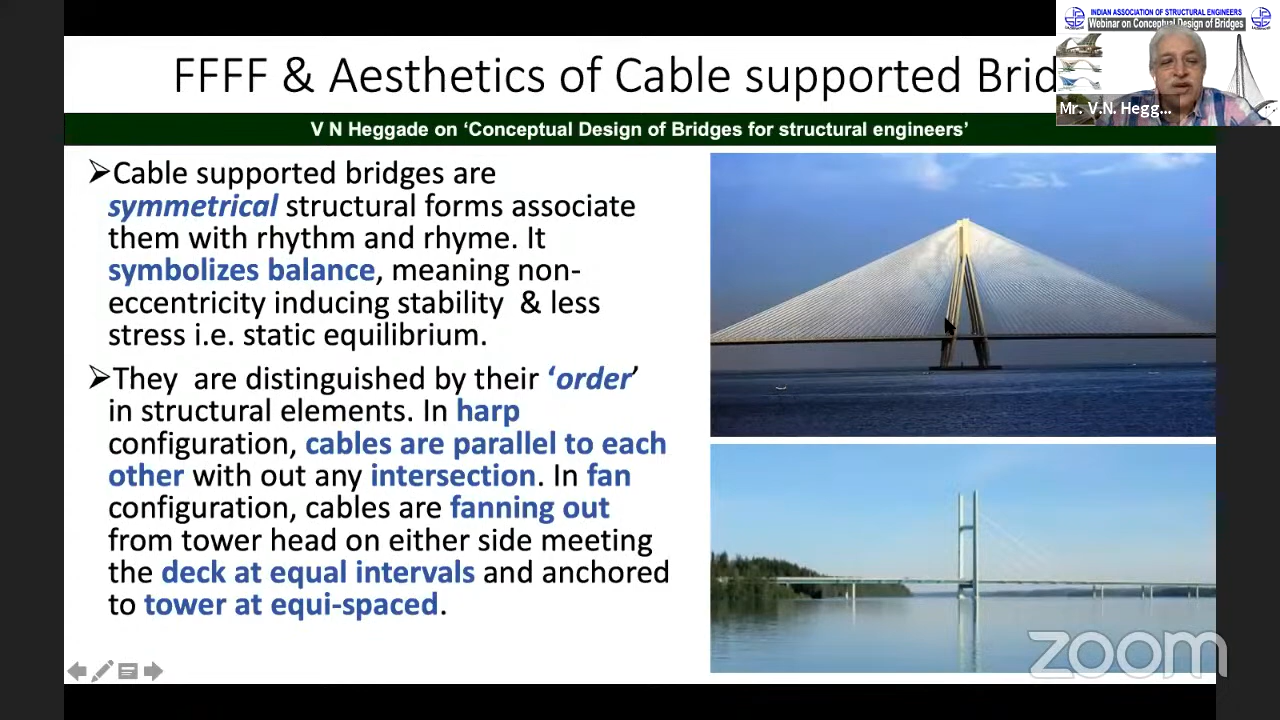 INDIAN ASSOCIATION OF STRUCTURAL ENGINEERS
Webinar on Conceptual Design of Bridges
FFFF & Aesthetics of Cable supported Brid
Mr. V.N. Hegg...
V N Heggade on ‘Conceptual Design of Bridges for structural engineers’
➢Cable supported bridges are
symmetrical structural forms associate
them with rhythm and rhyme. It
symbolizes balance, meaning non-
eccentricity inducing stability & less
stress i.e. static equilibrium.
➢They are distinguished by their ‘order’
in structural elements. In harp
configuration, cables are parallel to each
other with out any intersection. In fan
configuration, cables are fanning out
from tower head on either side meeting
the deck at equal intervals and anchored
to tower at equi-spaced.
zoom